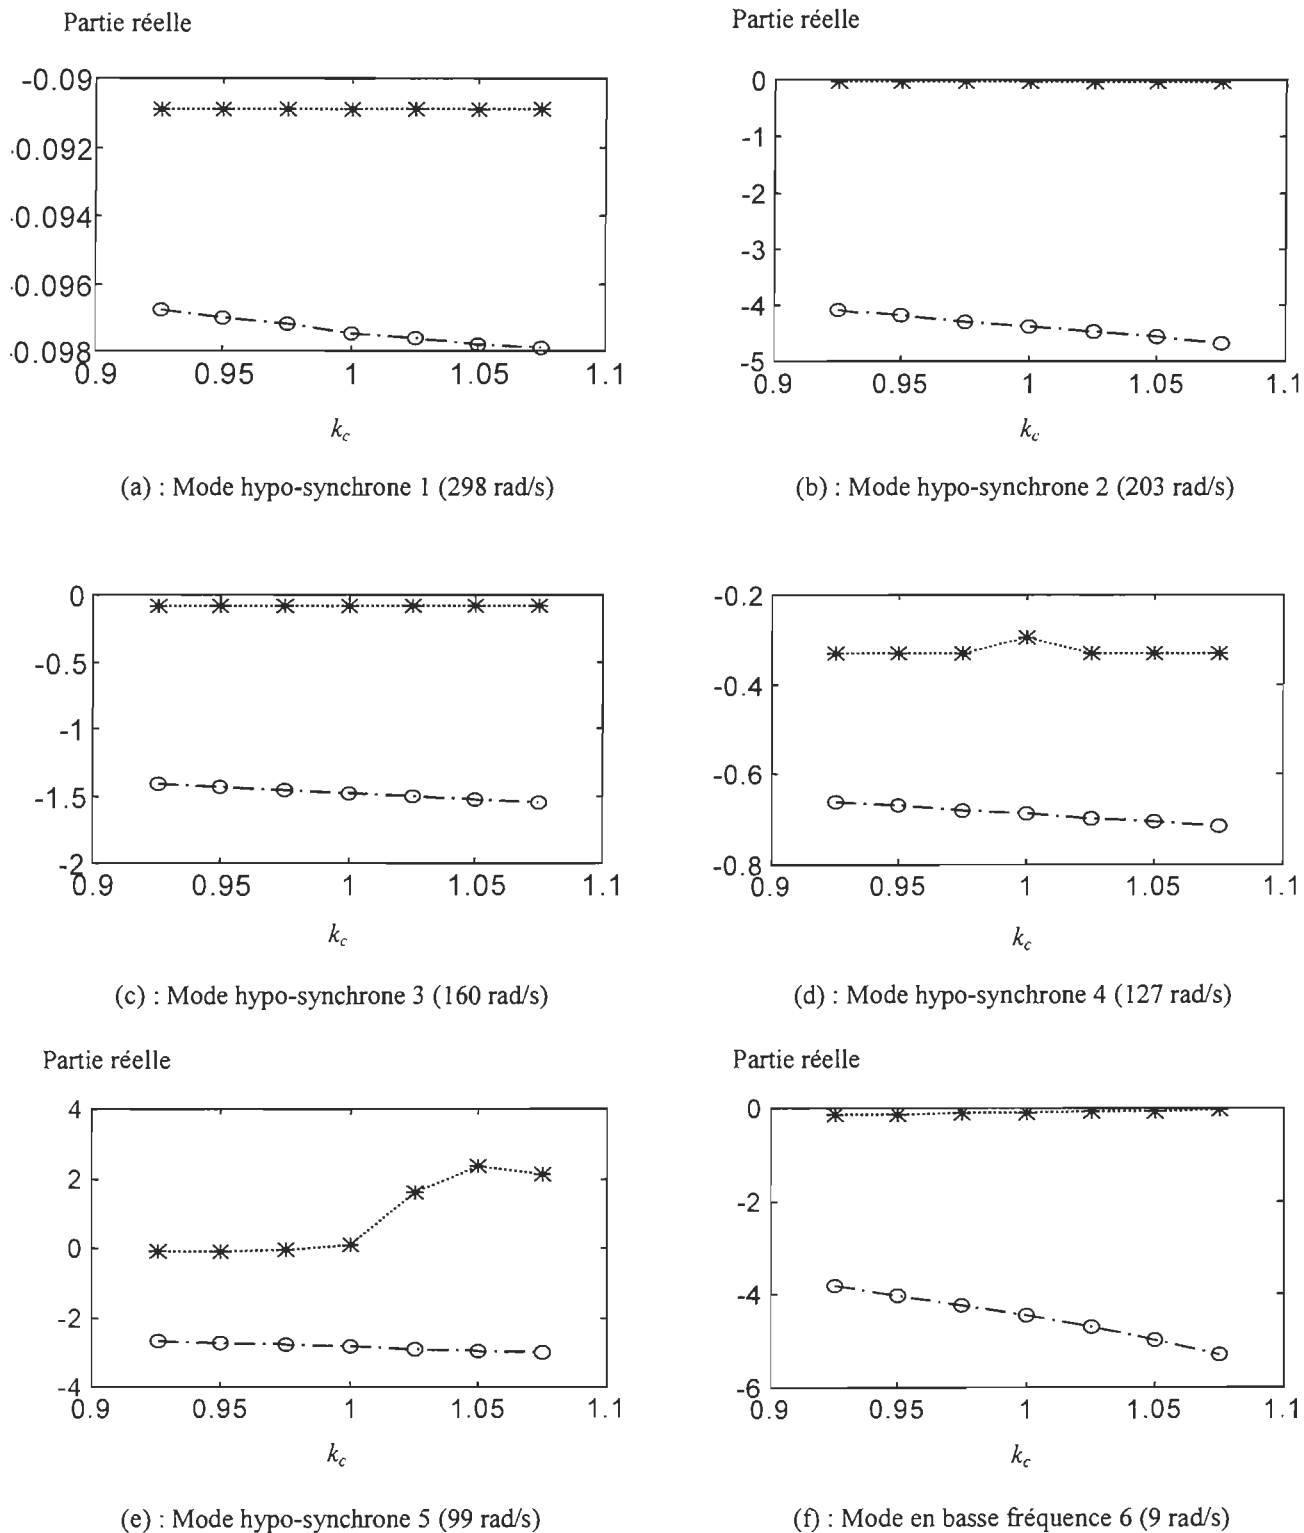 Partie réelle
Partie réelle
-0.09
-0.092
-0.094
-0.096
-0.098
0.9 0.95 1 1.05 1.1
k_c
(a) : Mode hypo-synchrone 1 (298 rad/s)
0
-1
-2
-3
-4
-5
0.9 0.95 1 1.05 1.1
k_c
(b) : Mode hypo-synchrone 2 (203 rad/s)
0
-0.5
-1
-1.5
-2
0.9 0.95 1 1.05 1.1
k_c
(c) : Mode hypo-synchrone 3 (160 rad/s)
-0.2
-0.4
-0.6
-0.8
0.9 0.95 1 1.05 1.1
k_c
(d) : Mode hypo-synchrone 4 (127 rad/s)
Partie réelle
4
2
0
-2
-4
0.9 0.95 1 1.05 1.1
k_c
(e) : Mode hypo-synchrone 5 (99 rad/s)
Partie réelle
0
-2
-4
-6
0.9 0.95 1 1.05 1.1
k_c
(f) : Mode en basse fréquence 6 (9 rad/s)